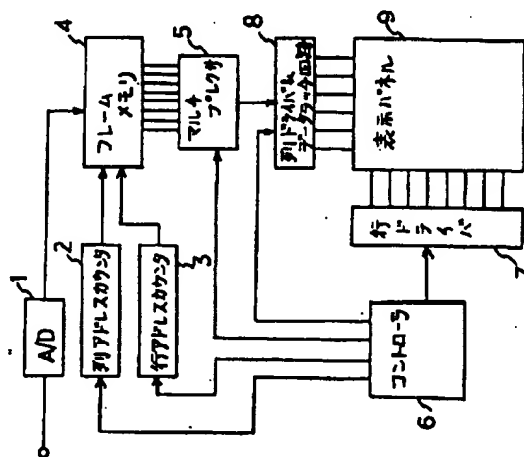 1
A/D
2
列アドレスカウンタ
3
行アドレスカウンタ
4
フレーム
メモリ
5
マルチ
プレクサ
6
コントローラ
7
行ドライバ
8
列ドライバ
データラッチ回路
9
表示パネル